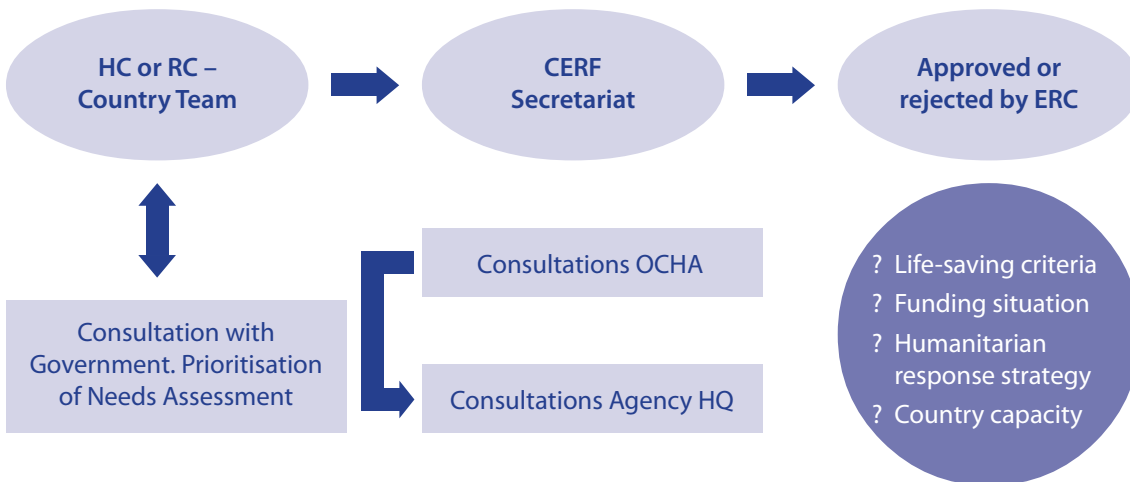 HC or RC –
Country Team
CERF
Secretariat
Approved or
rejected by ERC
Consultation with
Government. Prioritisation
of Needs Assessment
Consultations OCHA
Consultations Agency HQ
? Life-saving criteria
? Funding situation
? Humanitarian
response strategy
? Country capacity